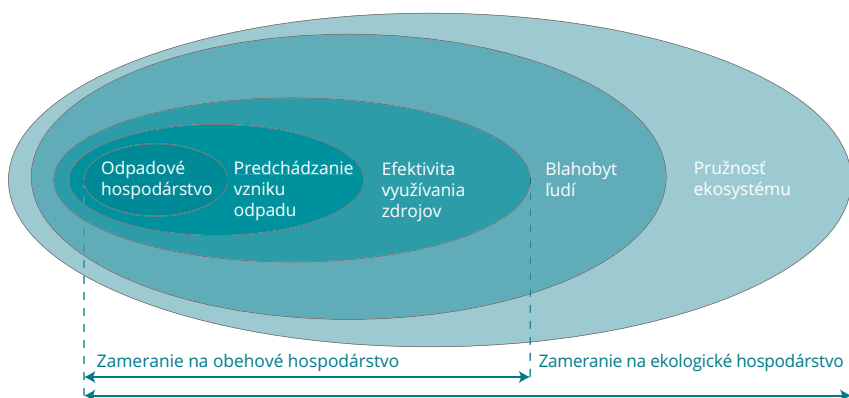 Odpadové
hospodárstvo
Predchádzanie
vzniku
odpadu
Efektivita
využívania
zdrojov
Blahobyt
ľudí
Pružnosť
ekosystému
Zameranie na obehové hospodárstvo
Zameranie na ekologické hospodárstvo